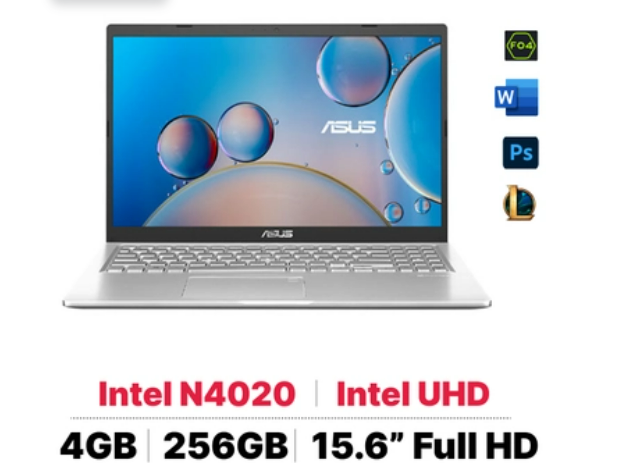 FO4
W
Ps
L
ASUS
ASUS
Intel N4020 | Intel UHD
4GB | 256GB | 15.6” Full HD